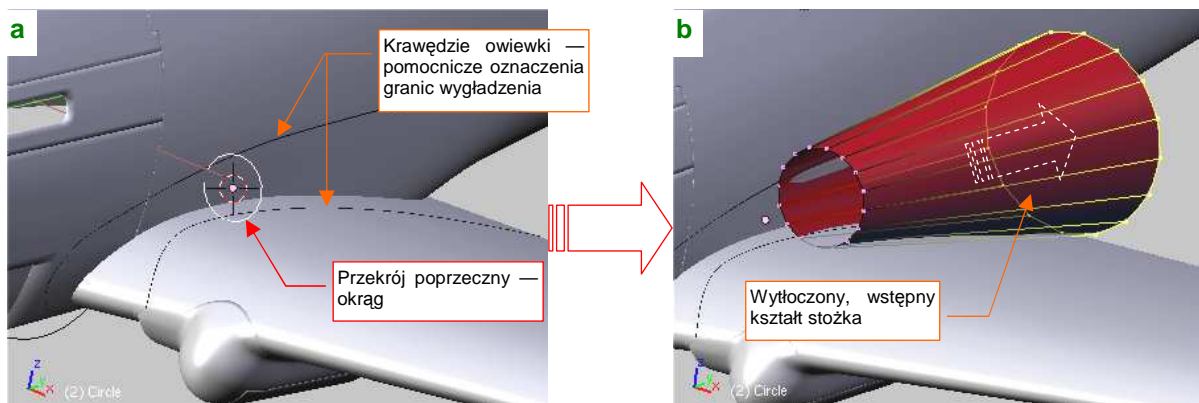 a
Krawędzie owiewki —
pomocnicze oznaczenia
granic wygładzenia
Przekrój poprzeczny —
okrąg
z
y
x
(2) Circle
b
Wytłoczony, wstępny
kształt stożka
z
y
x
(2) Circle